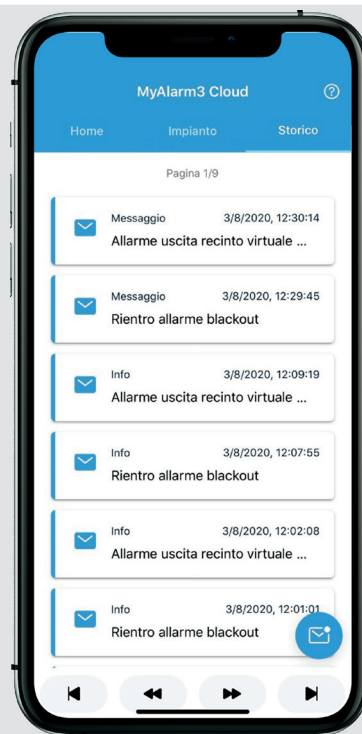 MyAlarm3 Cloud
Home Impianto Storico
Pagina 1/9
Messaggio 3/8/2020, 12:30:14
Allarme uscita recinto virtuale ...
Messaggio 3/8/2020, 12:29:45
Rientro allarme blackout
Info 3/8/2020, 12:09:19
Allarme uscita recinto virtuale ...
Info 3/8/2020, 12:07:55
Rientro allarme blackout
Info 3/8/2020, 12:02:08
Allarme uscita recinto virtuale ...
Info 3/8/2020, 12:01:01
Rientro allarme blackout